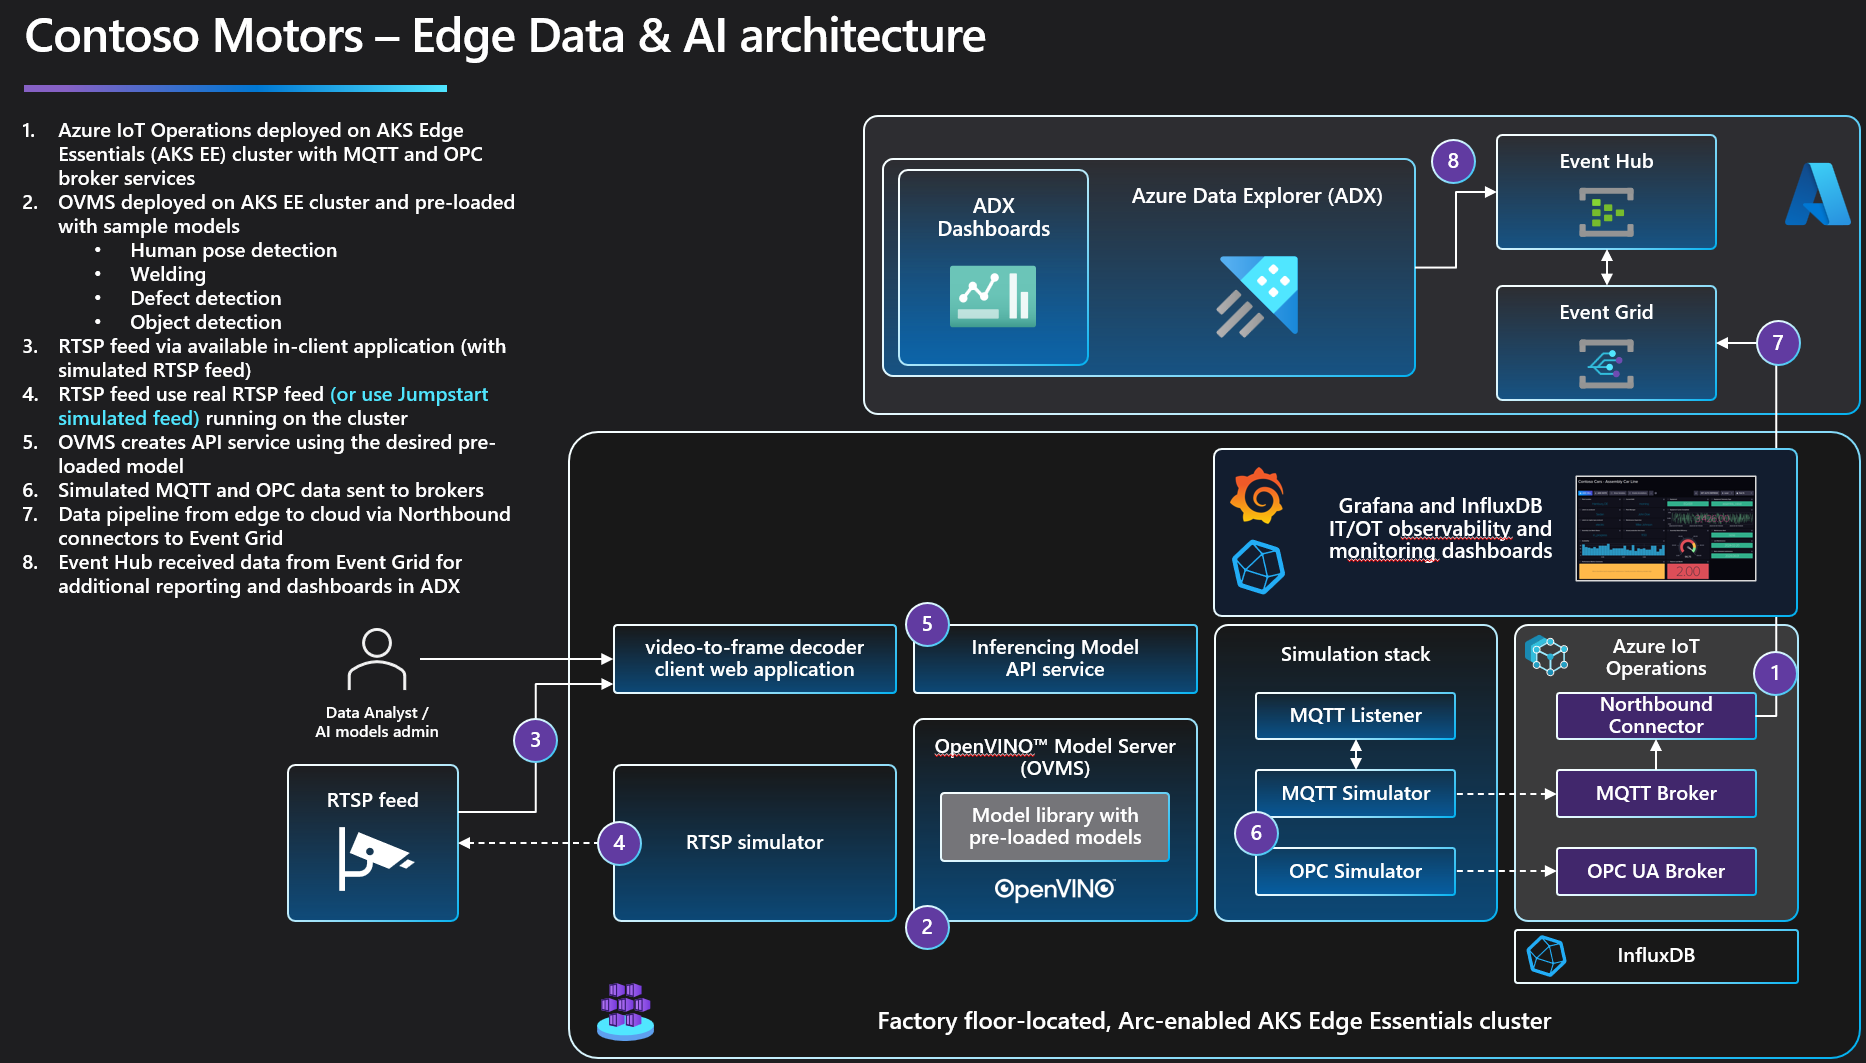 Contoso Motors – Edge Data & AI architecture
1. Azure IoT Operations deployed on AKS Edge
Essentials (AKS EE) cluster with MQTT and OPC
broker services
2. OVMS deployed on AKS EE cluster and pre-loaded
with sample models
• Human pose detection
• Welding
• Defect detection
• Object detection
3. RTSP feed via available in-client application (with
simulated RTSP feed)
4. RTSP feed use real RTSP feed (or use Jumpstart
simulated feed) running on the cluster
5. OVMS creates API service using the desired pre-
loaded model
6. Simulated MQTT and OPC data sent to brokers
7. Data pipeline from edge to cloud via Northbound
connectors to Event Grid
8. Event Hub received data from Event Grid for
additional reporting and dashboards in ADX
ADX
Dashboards
Azure Data Explorer (ADX)
8
Event Hub
Event Grid
7
Grafana and InfluxDB
IT/OT observability and
monitoring dashboards
Contoso Cars - Assembly Car Line
2.00
Data Analyst /
AI models admin
3
RTSP feed
video-to-frame decoder
client web application
4
RTSP simulator
5
Inferencing Model
API service
OpenVINO™ Model Server
(OVMS)
Model library with
pre-loaded models
OpenVINO™
2
Simulation stack
MQTT Listener
MQTT Simulator
6
OPC Simulator
Azure IoT
Operations
1
Northbound
Connector
MQTT Broker
OPC UA Broker
InfluxDB
Factory floor-located, Arc-enabled AKS Edge Essentials cluster